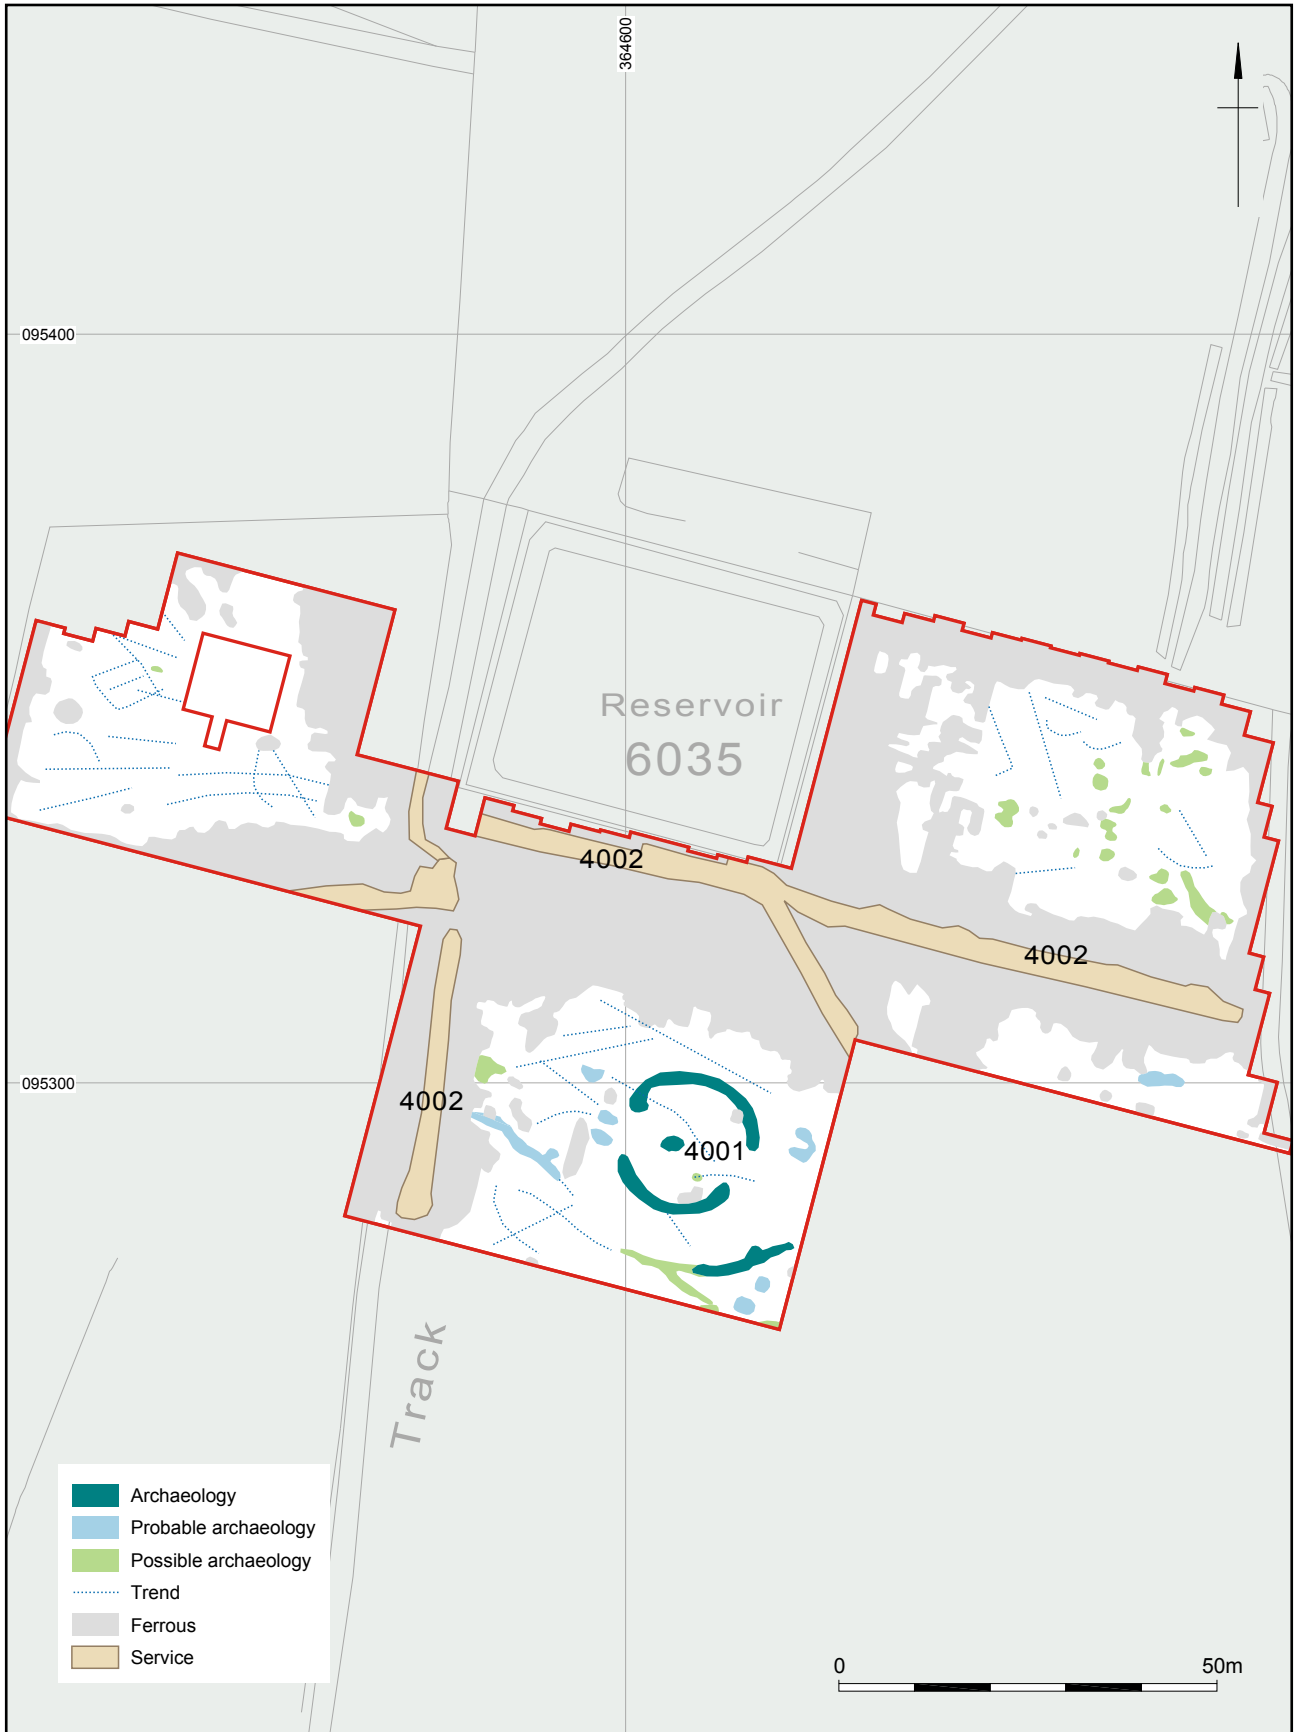 364600
095400
Reservoir
6035
4002
4002
095300
4002
4001
Track
Archaeology
Probable archaeology
Possible archaeology
Trend
Ferrous
Service
0 50m